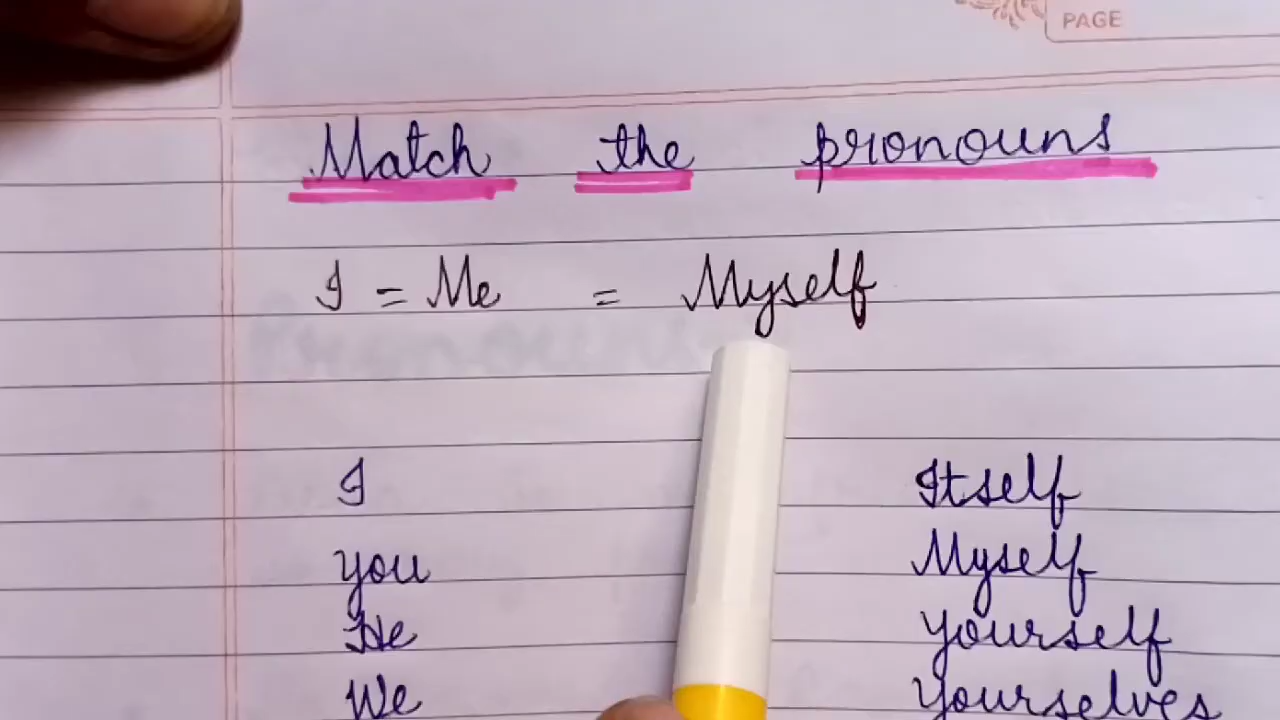 PAGE
Match the pronouns
I = Me = Myself
I Itself
you Myself
He yourself
We yourselves